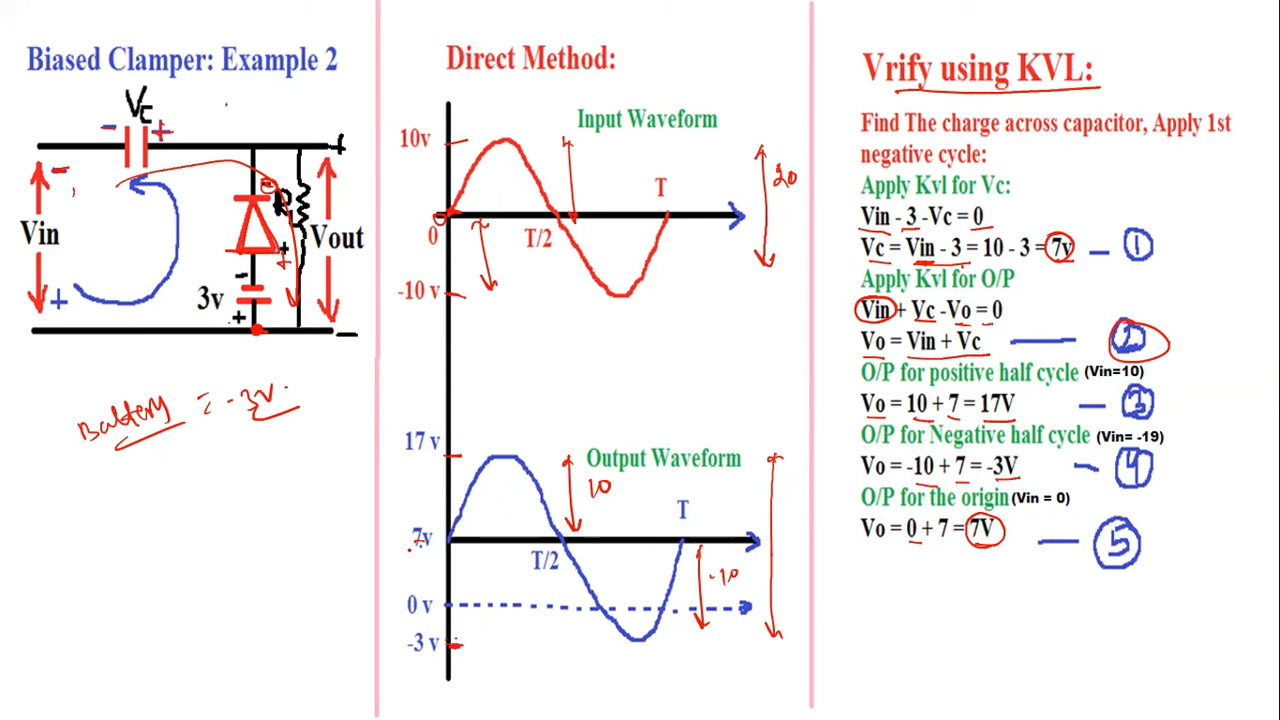 Biased Clamper: Example 2
Vc
- +
+
-
Vin
+
-
+
-
3v
+
Vout
-
Battery = -3v.
Direct Method:
Input Waveform
10v
0
-10 v
T/2
T
20
Output Waveform
17 v
7v
0 v
-3 v
T/2
T
10
-10
Vrify using KVL:
Find The charge across capacitor, Apply 1st
negative cycle:
Apply Kvl for Vc:
Vin - 3 -Vc = 0
Vc = Vin - 3 = 10 - 3 = 7v — 1
Apply Kvl for O/P
Vin + Vc -Vo = 0
Vo = Vin + Vc — 2
O/P for positive half cycle (Vin=10)
Vo = 10 + 7 = 17V — 3
O/P for Negative half cycle (Vin= -19)
Vo = -10 + 7 = -3V - 4
O/P for the origin (Vin = 0)
Vo = 0 + 7 = 7V — 5